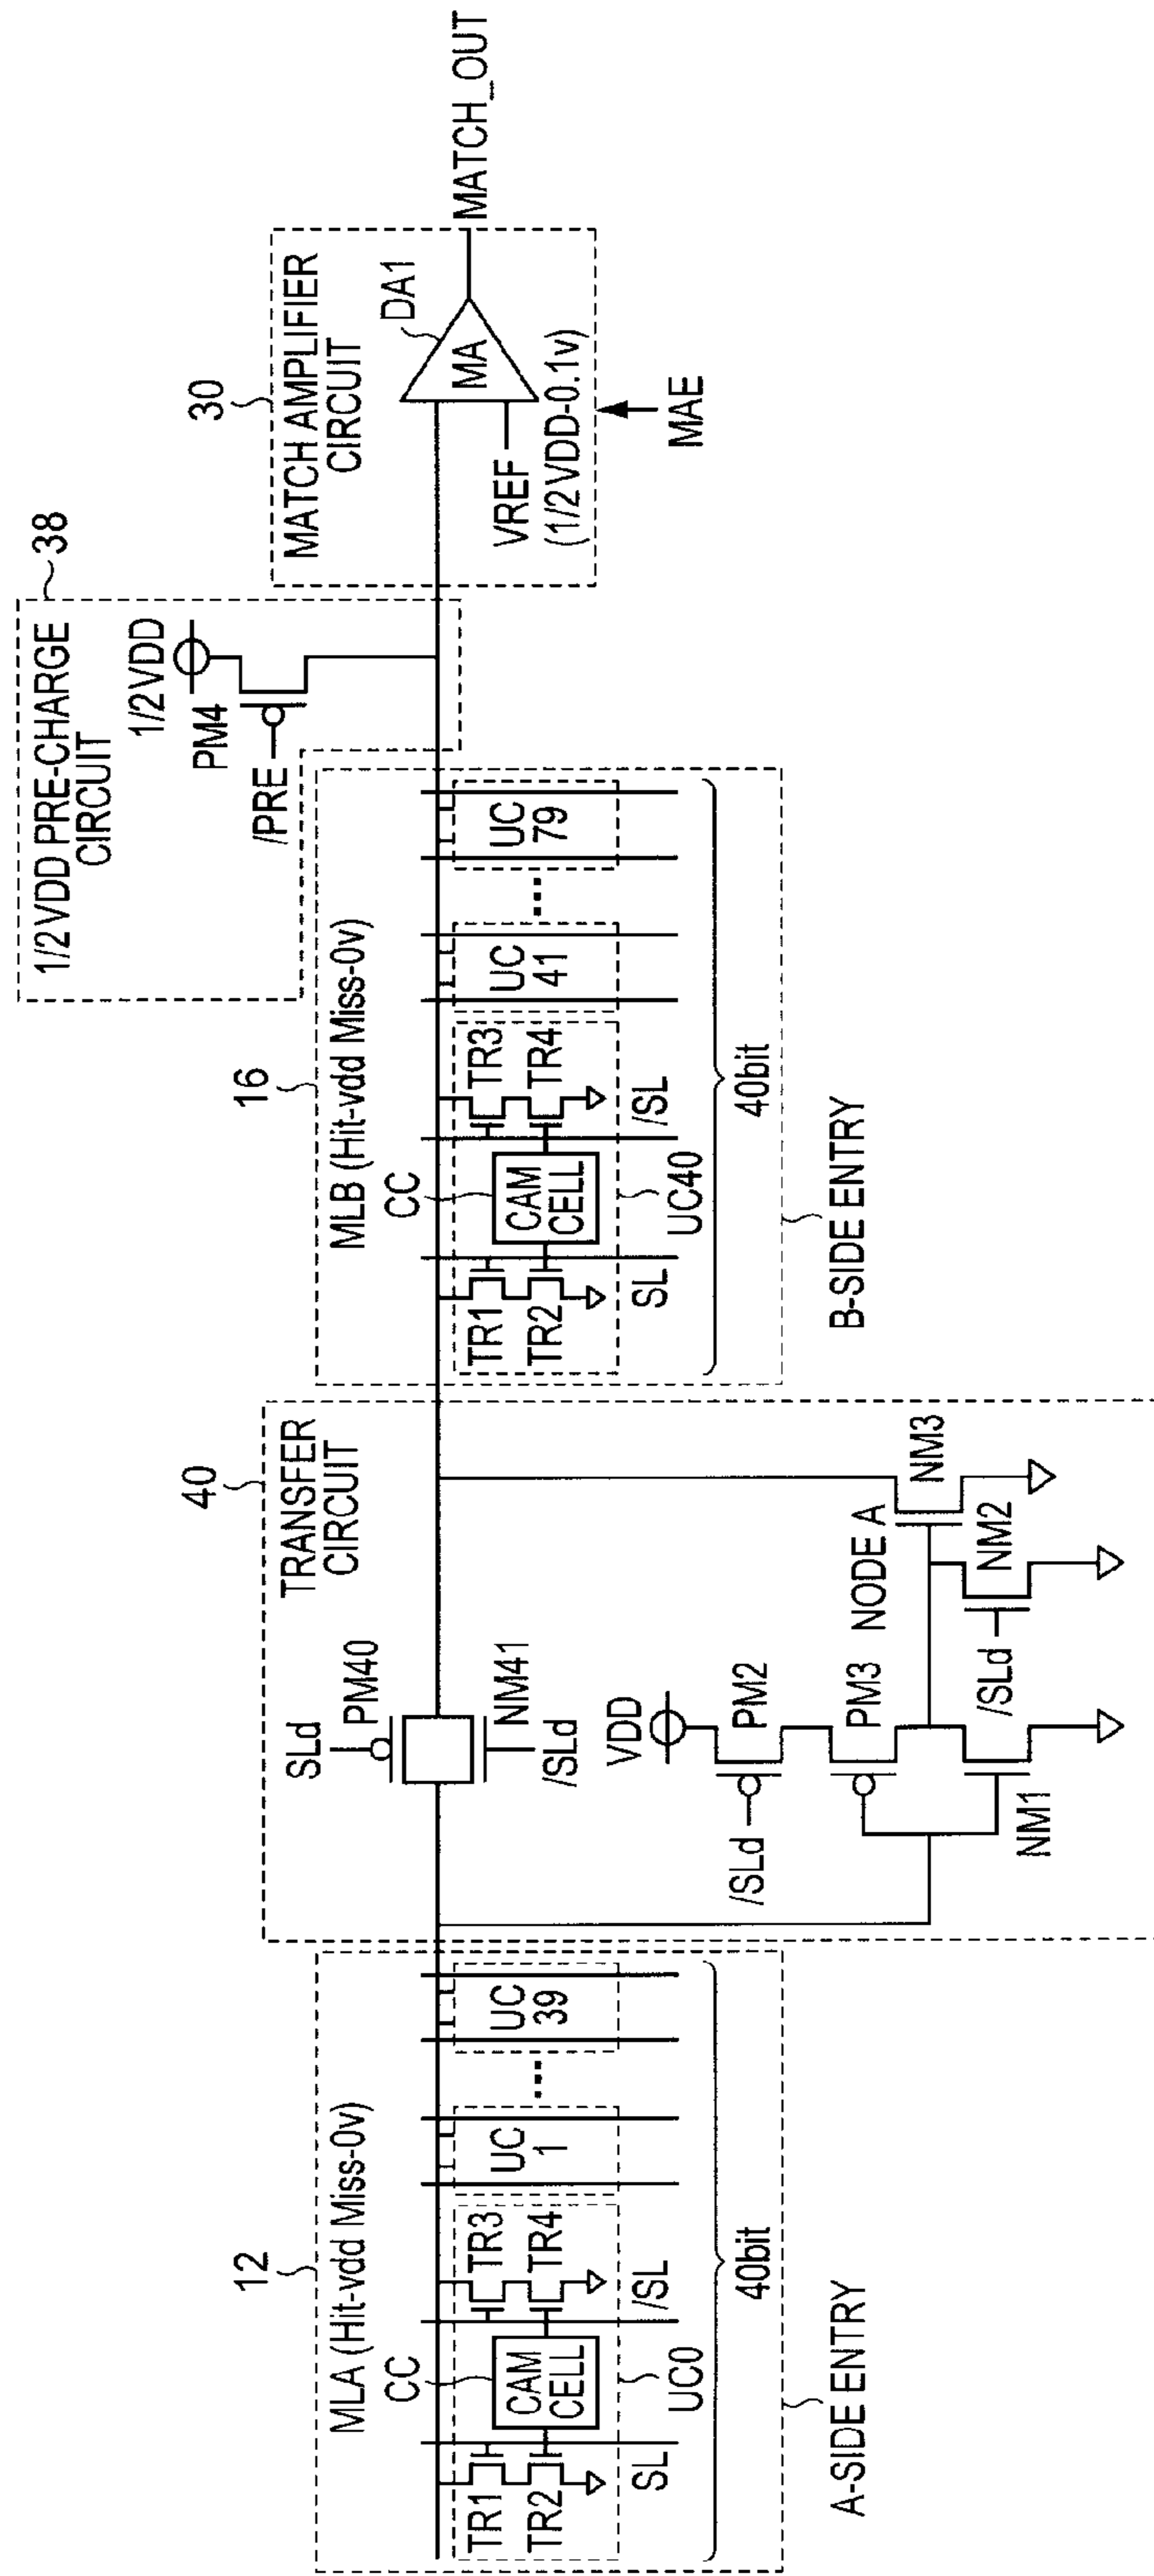 12
MLA (Hit-vdd Miss-0v)
CC
TR1
TR2
CAM
CELL
TR3
TR4
SL
/SL
UC0
UC
1
...
UC
39
40bit
A-SIDE ENTRY
40
TRANSFER
CIRCUIT
SLd
PM40
NM41
/SLd
VDD
/SLd
PM2
PM3
NM1
NODE A
/SLd
NM2
NM3
16
MLB (Hit-vdd Miss-0v)
CC
TR1
TR2
CAM
CELL
TR3
TR4
SL
/SL
UC40
UC
41
...
UC
79
40bit
B-SIDE ENTRY
38
1/2VDD PRE-CHARGE
CIRCUIT
1/2VDD
PM4
/PRE
30
MATCH AMPLIFIER
CIRCUIT
DA1
MA
VREF
(1/2VDD-0.1v)
MAE
MATCH_OUT